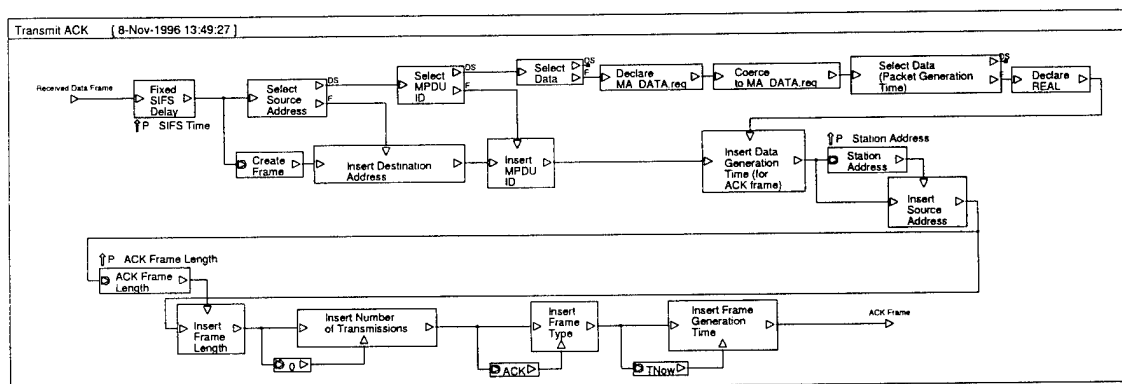 Transmit ACK [ 8-Nov-1996 13:49:27 ]
Received Data Frame
Fixed
SIFS
Delay
P SIFS Time
Select
Source
Address
DS
F
Select
MPDU
ID
DS
F
Select
Data
DS
F
Declare
MA_DATA.req
Coerce
to MA_DATA.req
Select Data
(Packet Generation
Time)
DS
F
Declare
REAL
Create
Frame
Insert Destination
Address
Insert
MPDU
ID
Insert Data
Generation
Time (for
ACK frame)
P Station Address
Station
Address
Insert
Source
Address
P ACK Frame Length
ACK Frame
Length
Insert
Frame
Length
Insert Number
of Transmissions
0
Insert
Frame
Type
ACK
Insert Frame
Generation
Time
TNow
ACK Frame